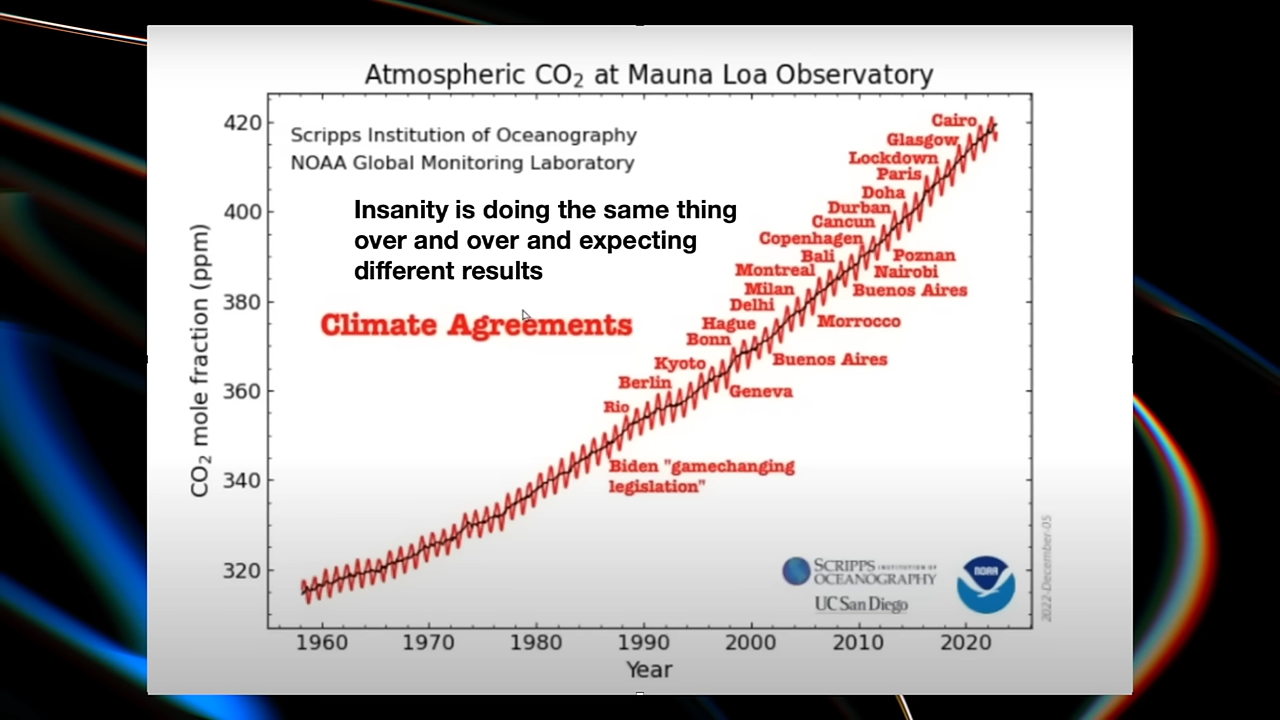 Atmospheric CO₂ at Mauna Loa Observatory
Scripps Institution of Oceanography
NOAA Global Monitoring Laboratory
Insanity is doing the same thing
over and over and expecting
different results
Climate Agreements
CO₂ mole fraction (ppm)
420
400
380
360
340
320
Cairo
Glasgow
Lockdown
Paris
Doha
Durban
Cancun
Copenhagen
Bali
Poznan
Montreal
Nairobi
Milan
Buenos Aires
Delhi
Hague
Morrocco
Bonn
Buenos Aires
Kyoto
Berlin
Geneva
Rio
Biden "gamechanging
legislation"
SCRIPPS INSTITUTION OF
OCEANOGRAPHY
UC San Diego
NOAA
2022-December-05
1960 1970 1980 1990 2000 2010 2020
Year